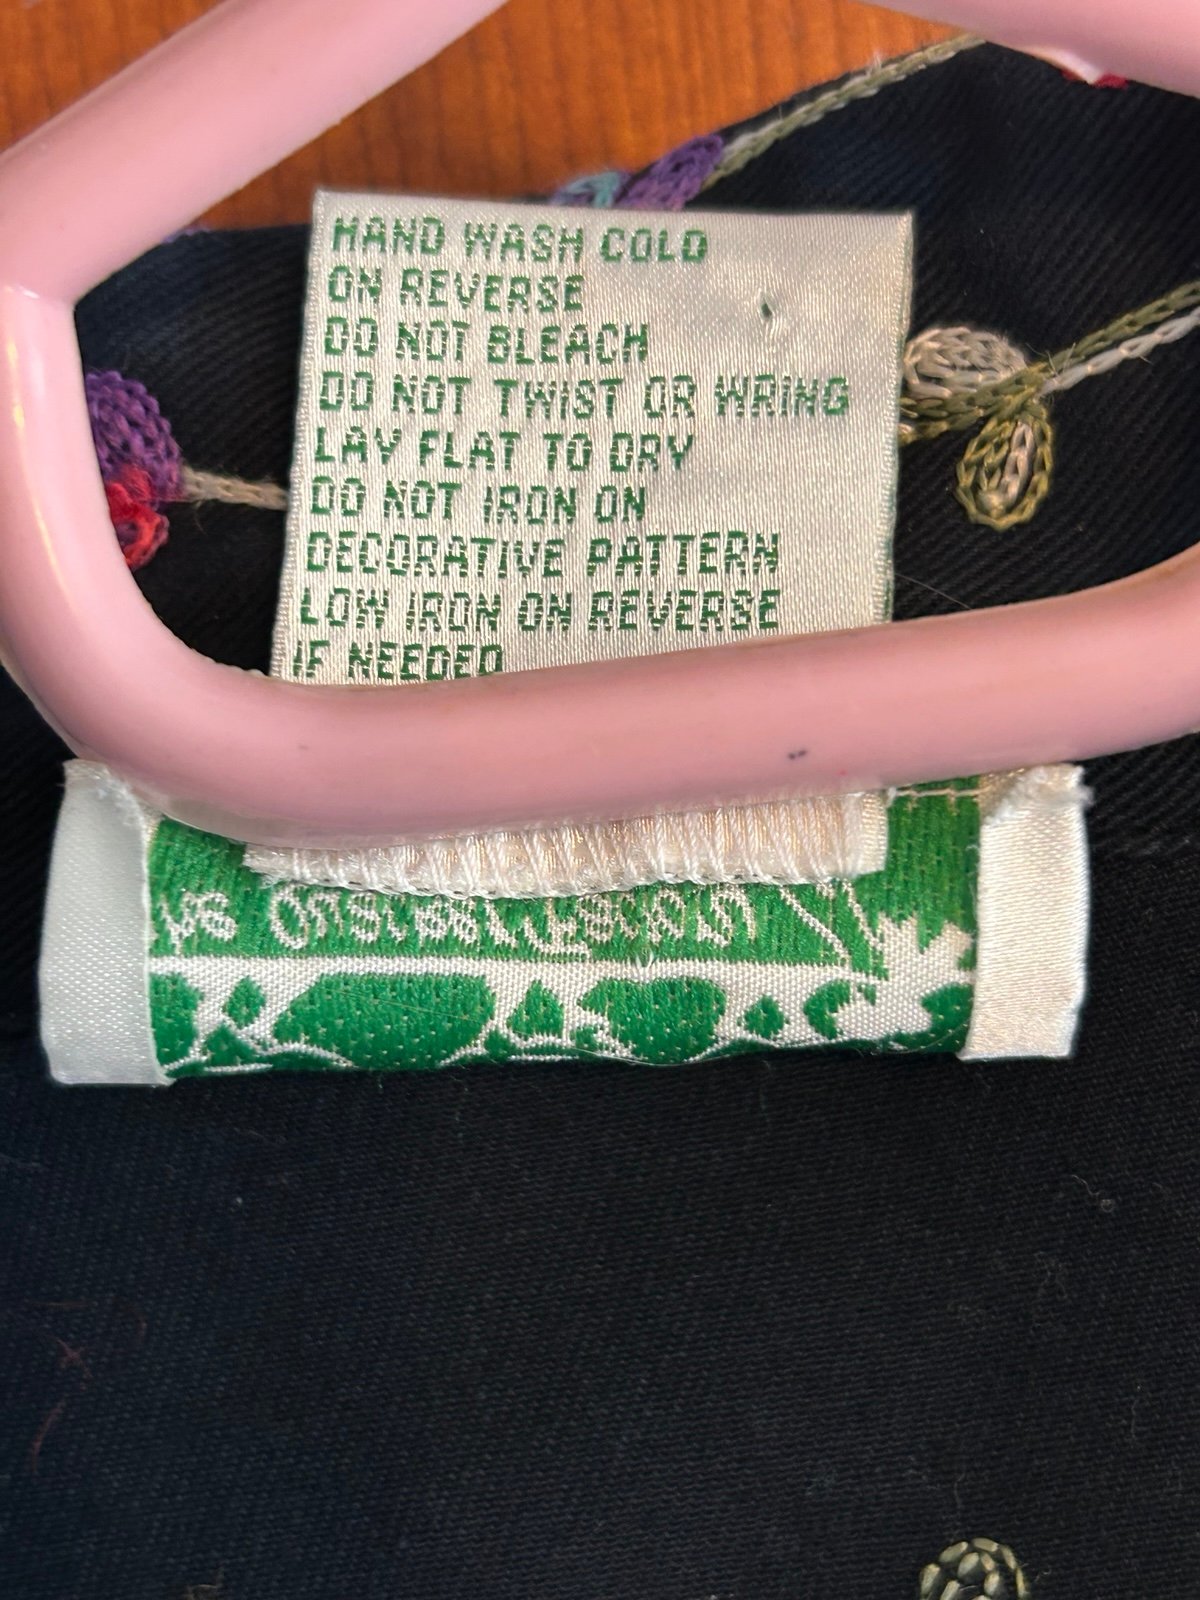 HAND WASH COLD
ON REVERSE
DO NOT BLEACH
DO NOT TWIST OR WRING
LAY FLAT TO DRY
DO NOT IRON ON
DECORATIVE PATTERN
LOW IRON ON REVERSE
IF NEEDED